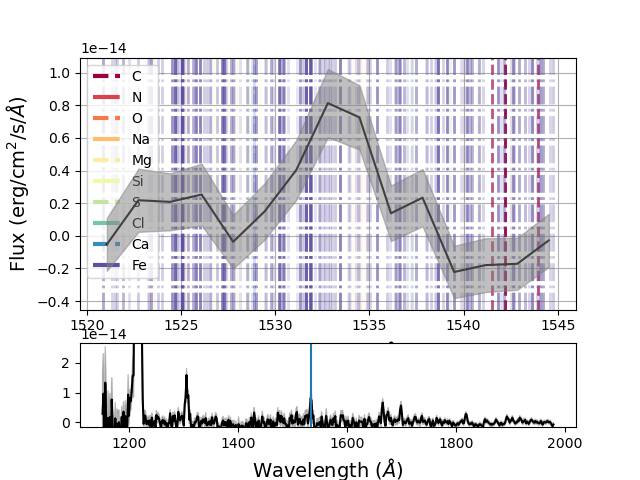 1e−14
1.0
0.8
0.6
0.4
0.2
0.0
−0.2
−0.4
Flux (erg/cm²/s/Å)
C
N
O
Na
Mg
Si
S
Cl
Ca
Fe
1520 1525 1530 1535 1540 1545
1e−14
2
1
0
1200 1400 1600 1800 2000
Wavelength (Å)